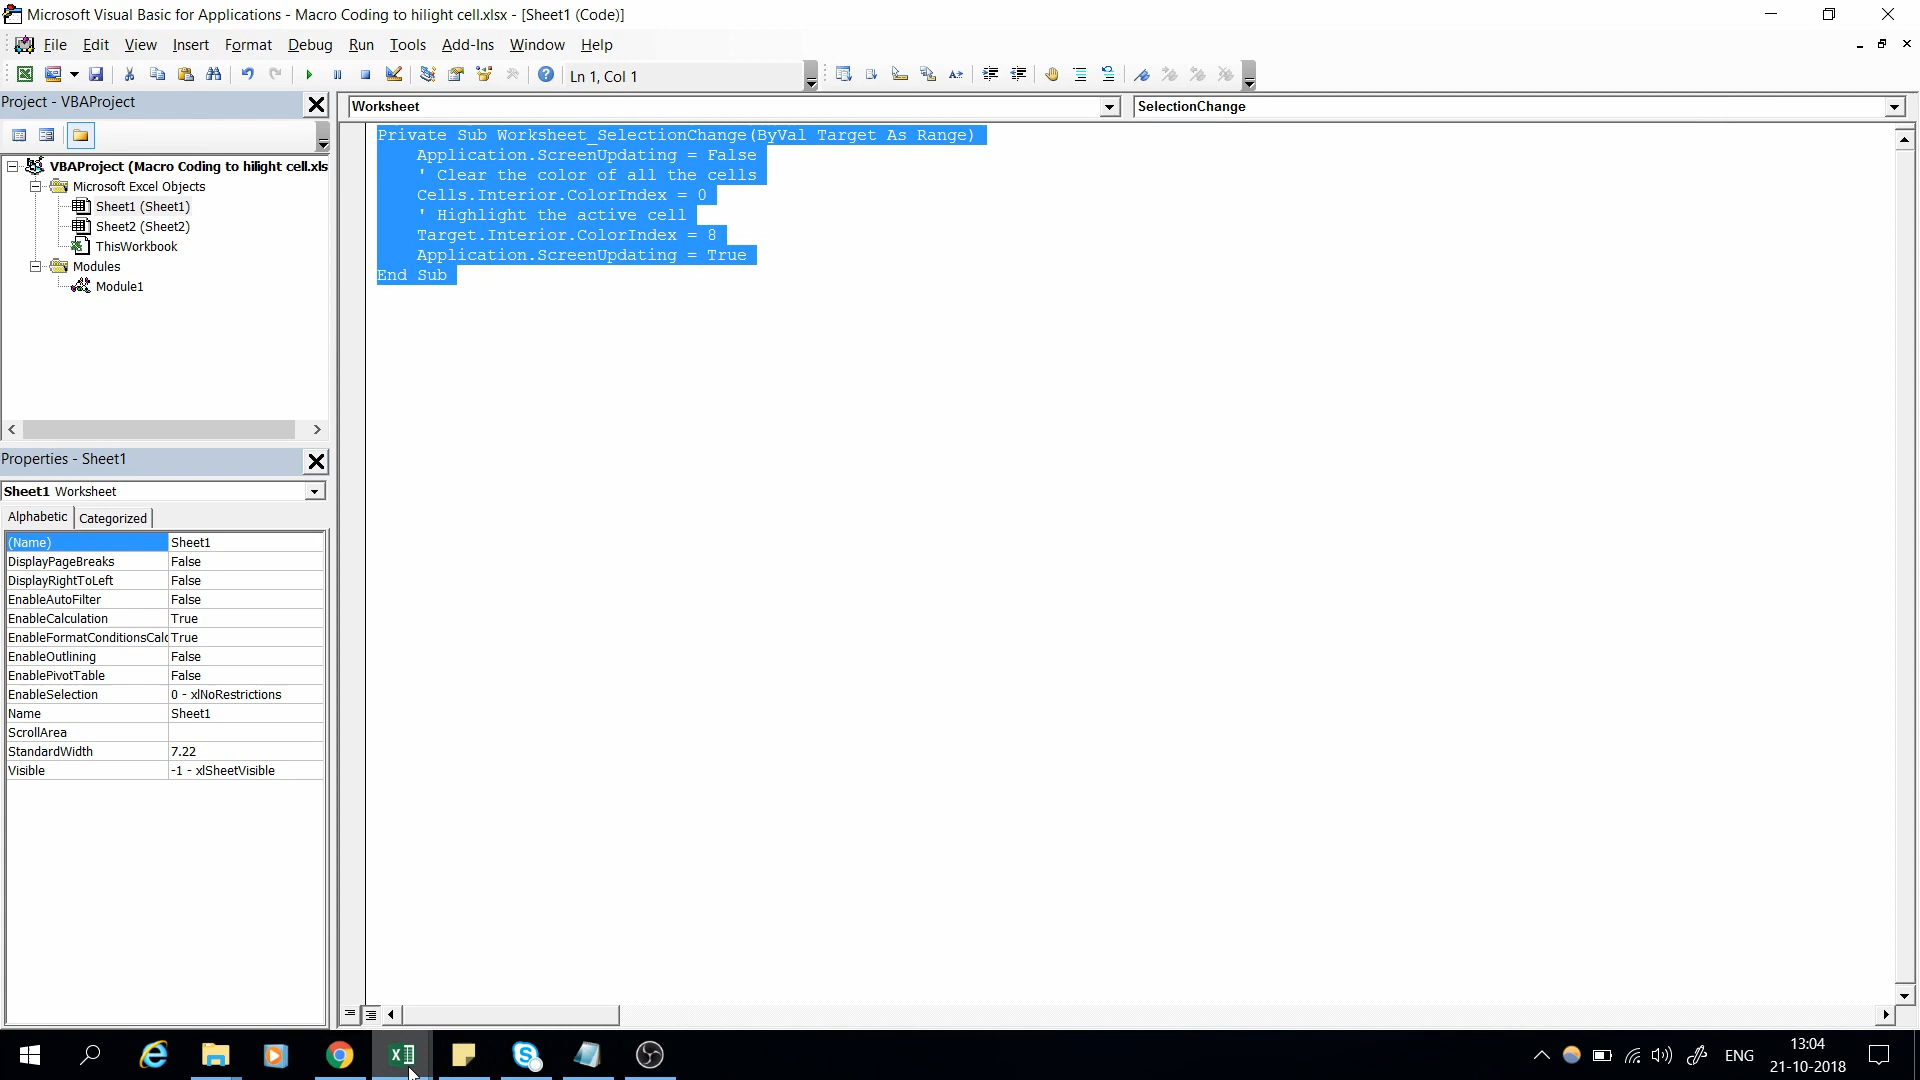 Microsoft Visual Basic for Applications - Macro Coding to hilight cell.xlsx - [Sheet1 (Code)]
File Edit View Insert Format Debug Run Tools Add-Ins Window Help
Ln 1, Col 1
Project - VBAProject
VBAProject (Macro Coding to hilight cell.xls
Microsoft Excel Objects
Sheet1 (Sheet1)
Sheet2 (Sheet2)
ThisWorkbook
Modules
Module1
Worksheet
SelectionChange
Private Sub Worksheet_SelectionChange(ByVal Target As Range)
Application.ScreenUpdating = False
' Clear the color of all the cells
Cells.Interior.ColorIndex = 0
' Highlight the active cell
Target.Interior.ColorIndex = 8
Application.ScreenUpdating = True
End Sub
Properties - Sheet1
Sheet1 Worksheet
Alphabetic Categorized
(Name) Sheet1
DisplayPageBreaks False
DisplayRightToLeft False
EnableAutoFilter False
EnableCalculation True
EnableFormatConditionsCalc True
EnableOutlining False
EnablePivotTable False
EnableSelection 0 - xlNoRestrictions
Name Sheet1
ScrollArea
StandardWidth 7.22
Visible -1 - xlSheetVisible
ENG
13:04
21-10-2018